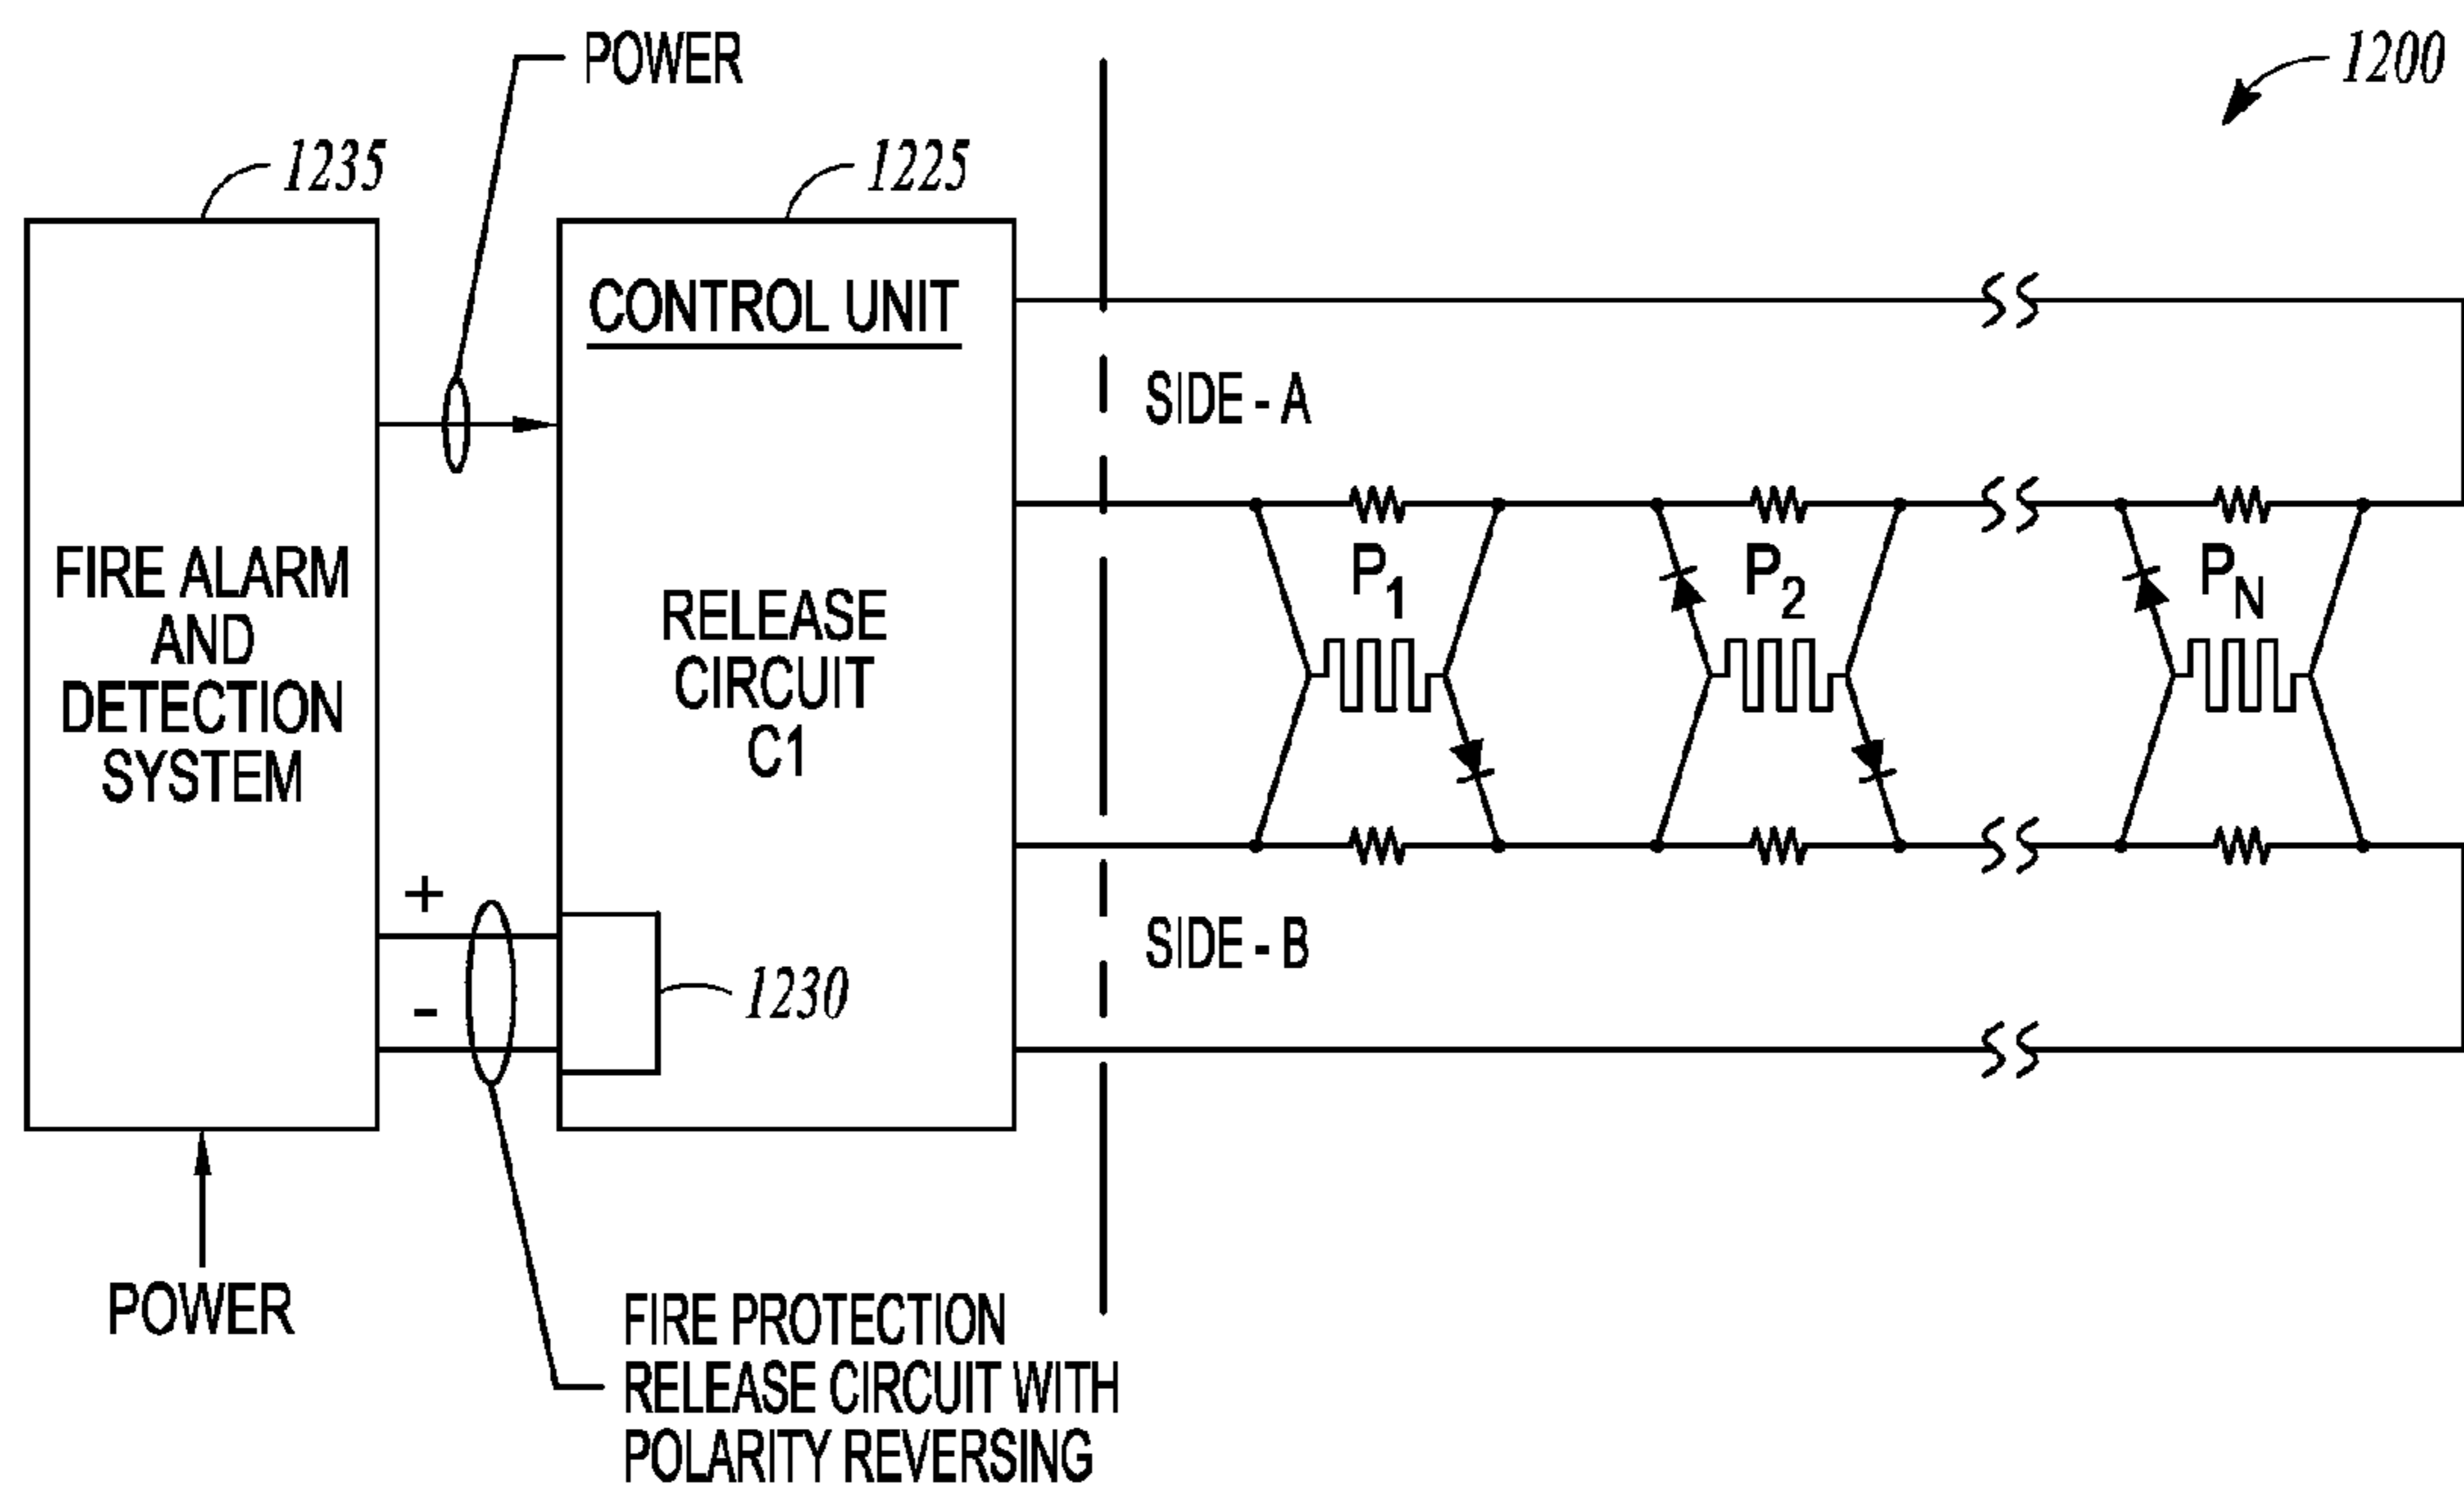 POWER
1200
1235
1225
CONTROL UNIT
SIDE - A
FIRE ALARM
AND
DETECTION
SYSTEM
RELEASE
CIRCUIT
C1
P1
P2
PN
+
-
1230
SIDE - B
POWER
FIRE PROTECTION
RELEASE CIRCUIT WITH
POLARITY REVERSING